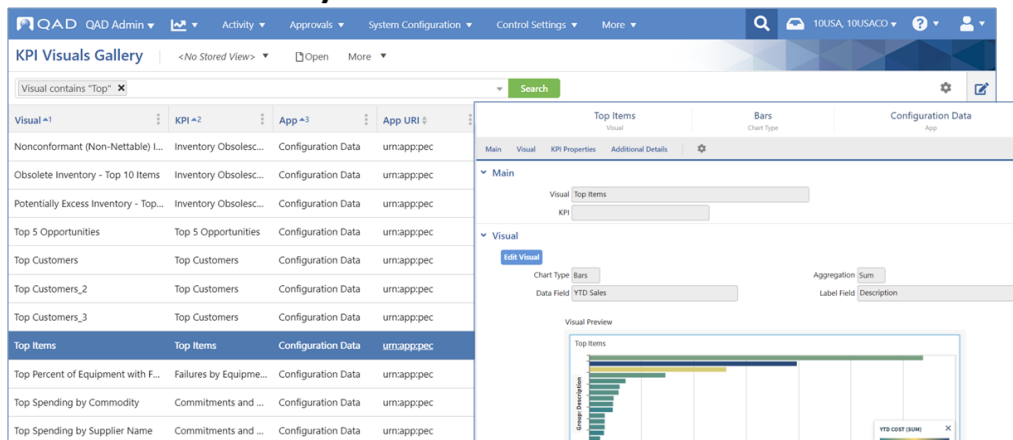 QAD QAD Admin Activity Approvals System Configuration Control Settings More 10USA, 10USACO ?
KPI Visuals Gallery <No Stored View> Open More
Visual contains "Top" × Search
Visual 1 KPI 2 App 3 App URI
Nonconformant (Non-Nettable) I... Inventory Obsolesc... Configuration Data urn:app:pec
Obsolete Inventory - Top 10 Items Inventory Obsolesc... Configuration Data urn:app:pec
Potentially Excess Inventory - Top... Inventory Obsolesc... Configuration Data urn:app:pec
Top 5 Opportunities Top 5 Opportunities Configuration Data urn:app:pec
Top Customers Top Customers Configuration Data urn:app:pec
Top Customers_2 Top Customers Configuration Data urn:app:pec
Top Customers_3 Top Customers Configuration Data urn:app:pec
Top Items Top Items Configuration Data urn:app:pec
Top Percent of Equipment with F... Failures by Equipme... Configuration Data urn:app:pec
Top Spending by Commodity Commitments and ... Configuration Data urn:app:pec
Top Spending by Supplier Name Commitments and ... Configuration Data urn:app:pec
Top Items Bars Configuration Data
Visual Chart Type App
Main Visual KPI Properties Additional Details
Main
Visual Top Items
KPI
Visual
Edit Visual
Chart Type Bars Aggregation Sum
Data Field YTD Sales Label Field Description
Visual Preview
Top Items
Group: Description
YTD COST (SUM) ×